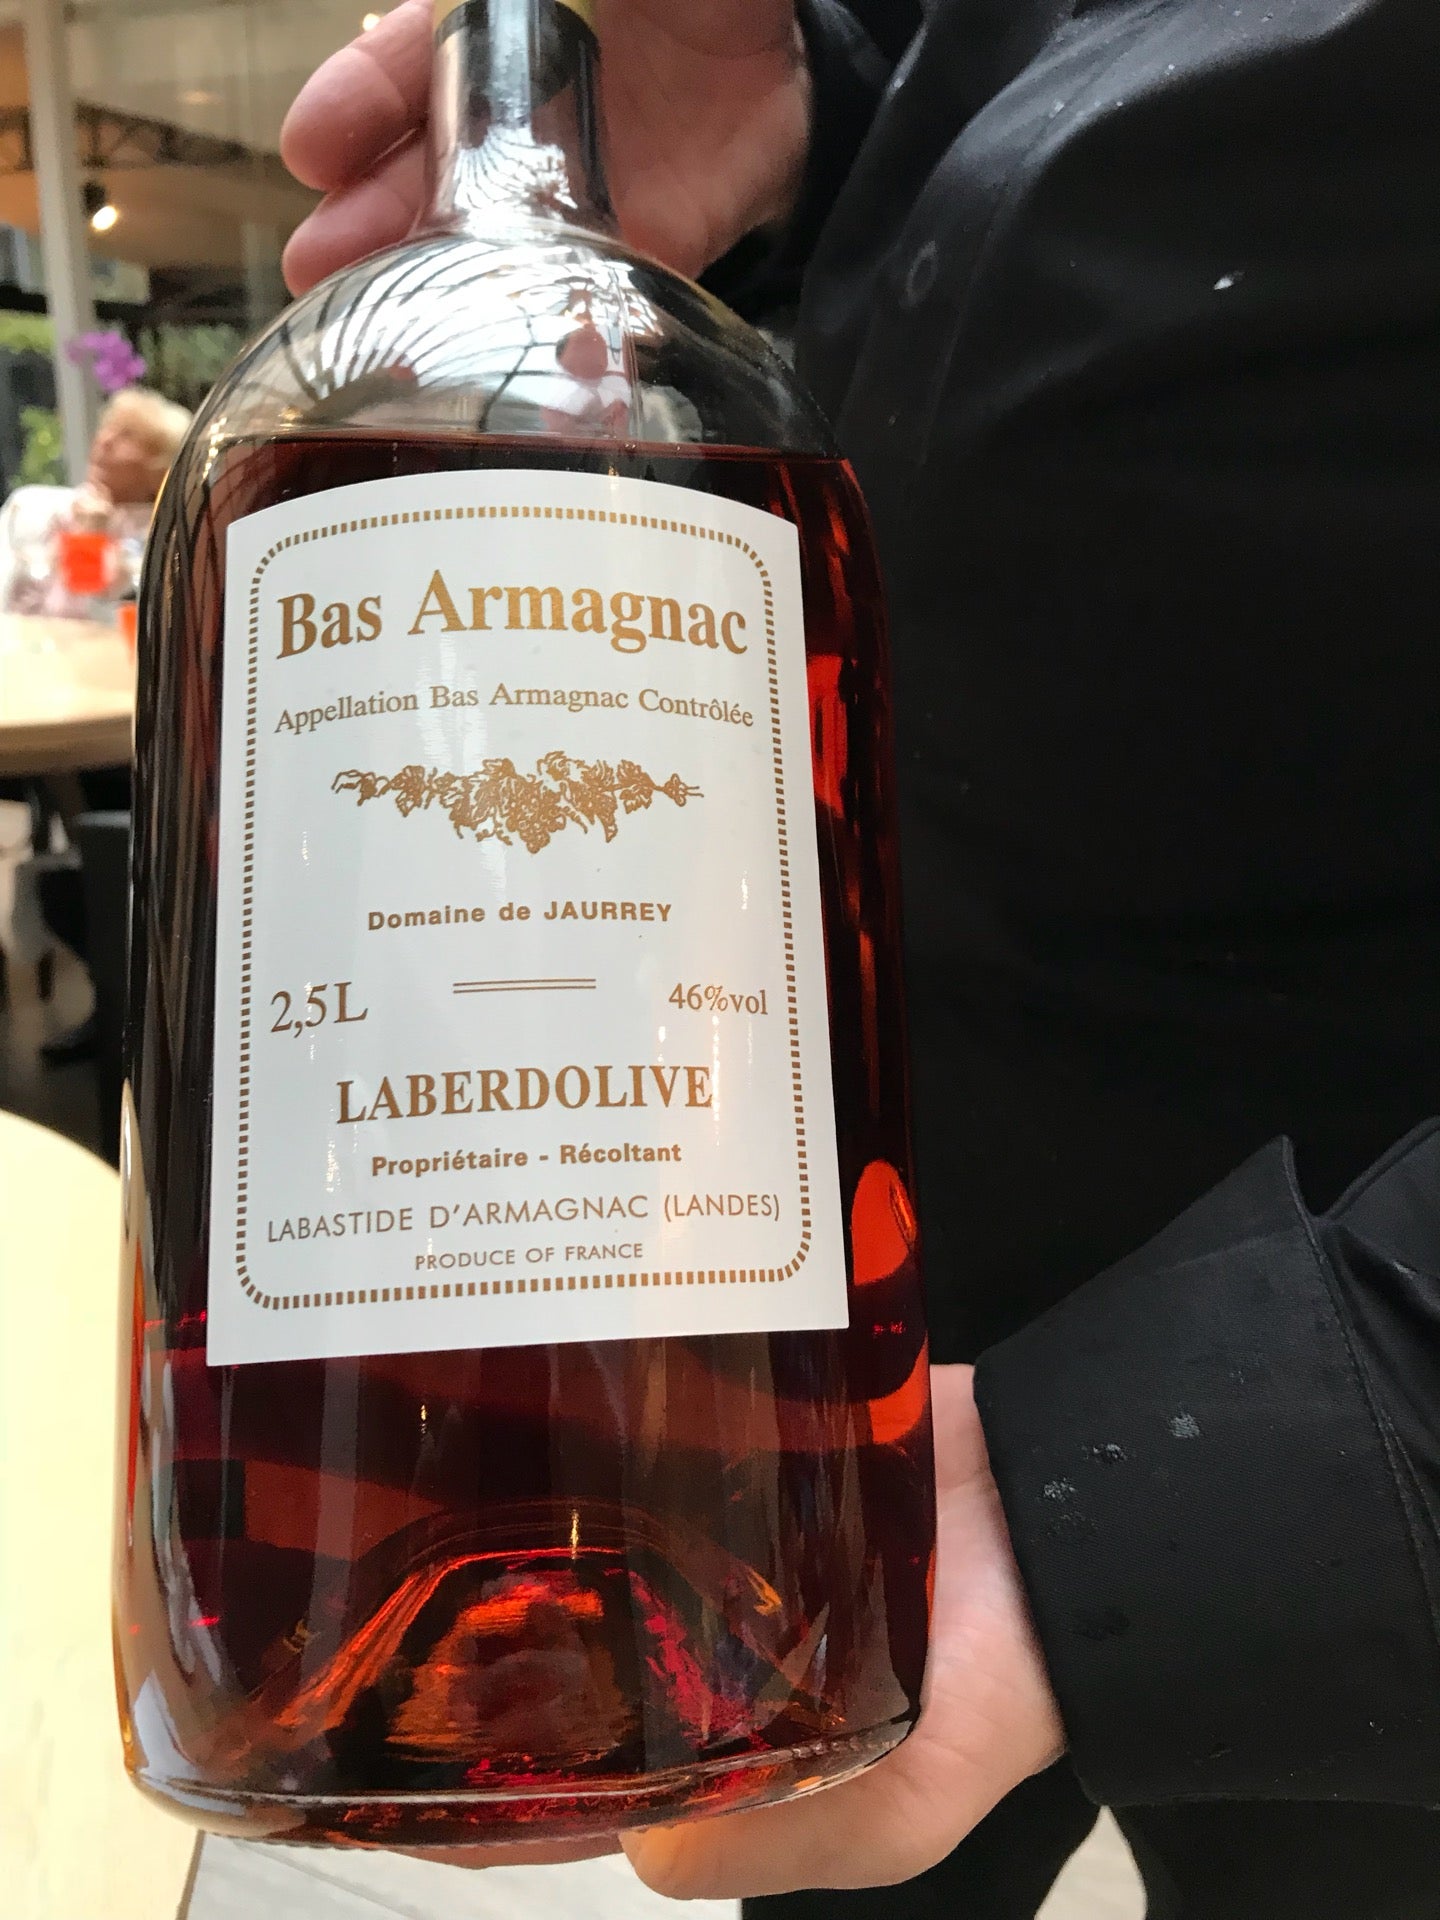 Bas Armagnac
Appellation Bas Armagnac Contrôlée
Domaine de JAURREY
2,5L 46%vol
LABERDOLIVE
Propriétaire - Récoltant
LABASTIDE D'ARMAGNAC (LANDES)
PRODUCE OF FRANCE